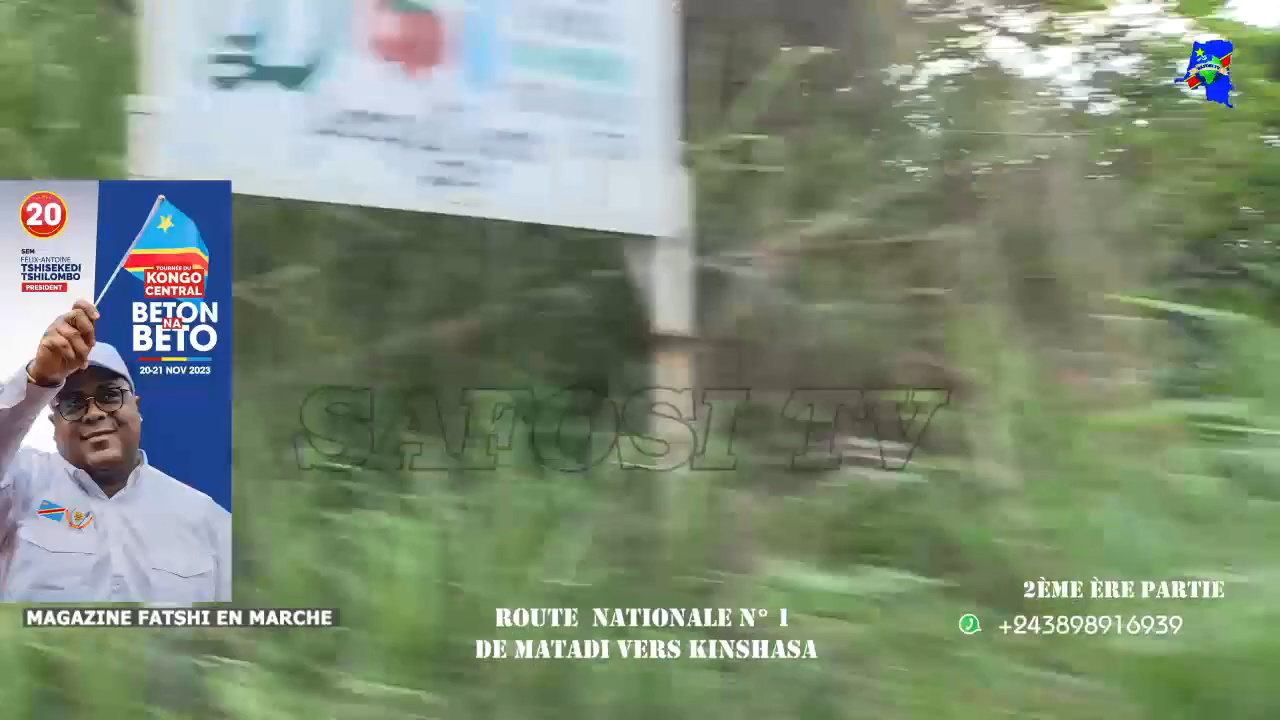 20
SEM
FÉLIX-ANTOINE
TSHISEKEDI
TSHILOMBO
PRESIDENT
TOURNÉE DU
KONGO
CENTRAL
BETON
NA
BETO
20-21 NOV 2023
SAFOSI TV
MAGAZINE FATSHI EN MARCHE
ROUTE NATIONALE N° 1
DE MATADI VERS KINSHASA
2ÈME ÈRE PARTIE
+243898916939